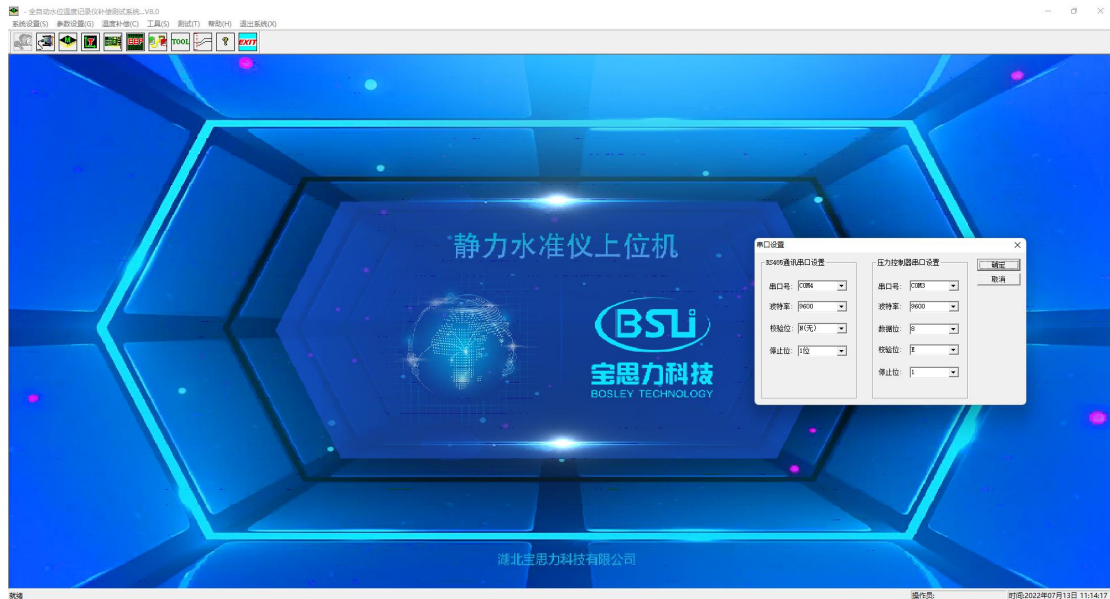 - 全自动水位温度记录仪补偿测试系统...V8.0
系统设置(S) 参数设置(G) 温度补偿(C) 工具(S) 测试(T) 帮助(H) 退出系统(X)
TOOL ? EXIT
静力水准仪上位机
BSLi
宝思力科技
BOSLEY TECHNOLOGY
湖北宝思力科技有限公司
串口设置
RS485通讯串口设置
串口号: COM4
波特率: 9600
校验位: N(无)
停止位: 1位
压力控制器串口设置
串口号: COM3
波特率: 9600
数据位: 8
校验位: E
停止位: 1
确定
取消
就绪
操作员:
时间:2022年07月13日 11:14:17